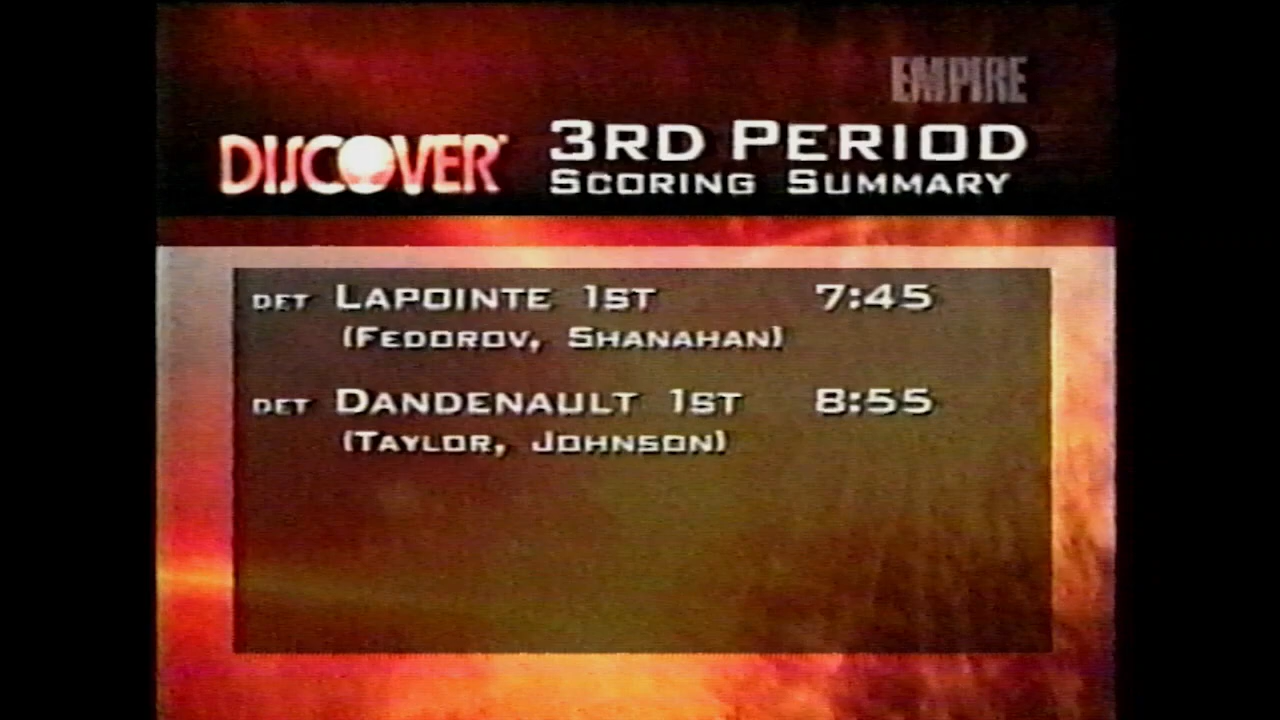 EMPIRE
DISCOVER
3RD PERIOD
SCORING SUMMARY
DET LAPOINTE 1ST 7:45
(FEDOROV, SHANAHAN)
DET DANDENAULT 1ST 8:55
(TAYLOR, JOHNSON)